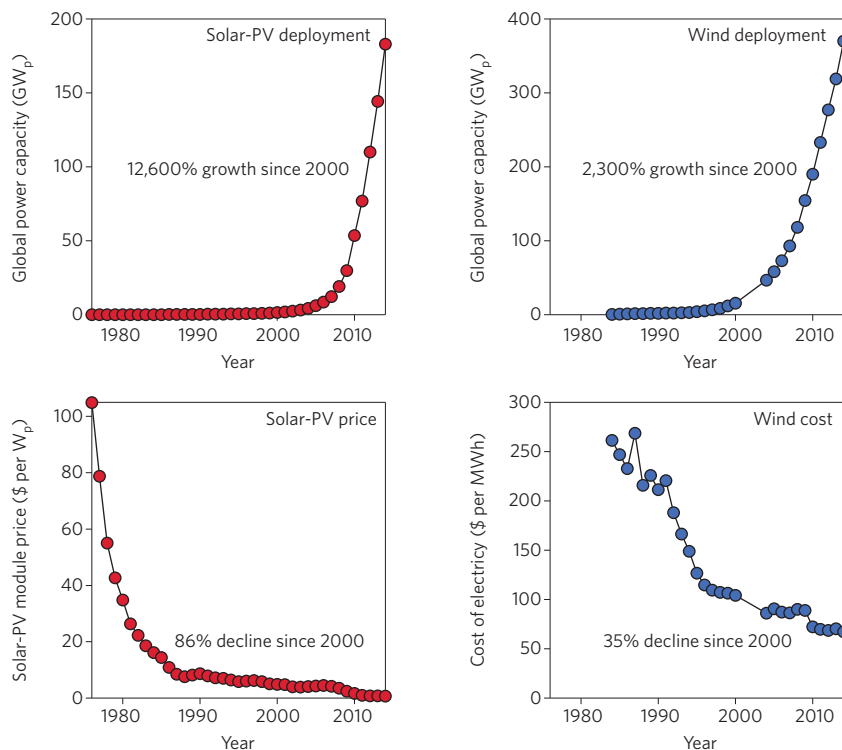 Solar-PV deployment
Global power capacity (GWp)
200
150
100
50
0
12,600% growth since 2000
1980 1990 2000 2010
Year
Wind deployment
Global power capacity (GWp)
400
300
200
100
0
2,300% growth since 2000
1980 1990 2000 2010
Year
Solar-PV price
Solar-PV module price ($ per Wp)
100
80
60
40
20
0
86% decline since 2000
1980 1990 2000 2010
Year
Wind cost
Cost of electricy ($ per MWh)
300
250
200
150
100
50
0
35% decline since 2000
1980 1990 2000 2010
Year